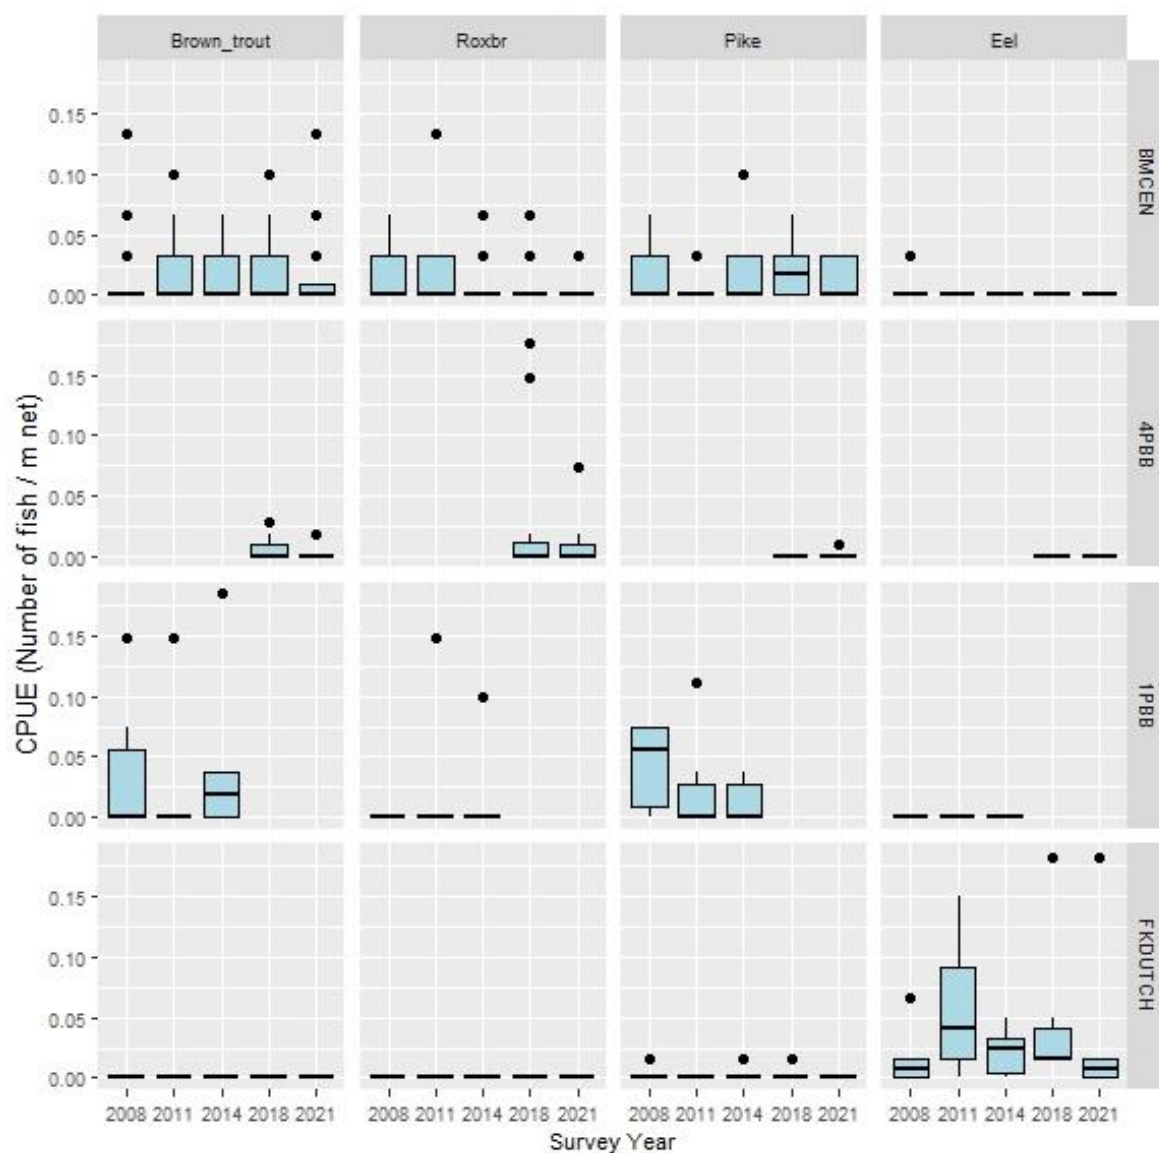 Brown_trout Roxbr Pike Eel
0.15
0.10
0.05
0.00
BMCEN
0.15
0.10
0.05
0.00
4PBB
0.15
0.10
0.05
0.00
1PBB
0.15
0.10
0.05
0.00
FKDUTCH
CPUE (Number of fish / m net)
2008 2011 2014 2018 2021 2008 2011 2014 2018 2021 2008 2011 2014 2018 2021 2008 2011 2014 2018 2021
Survey Year